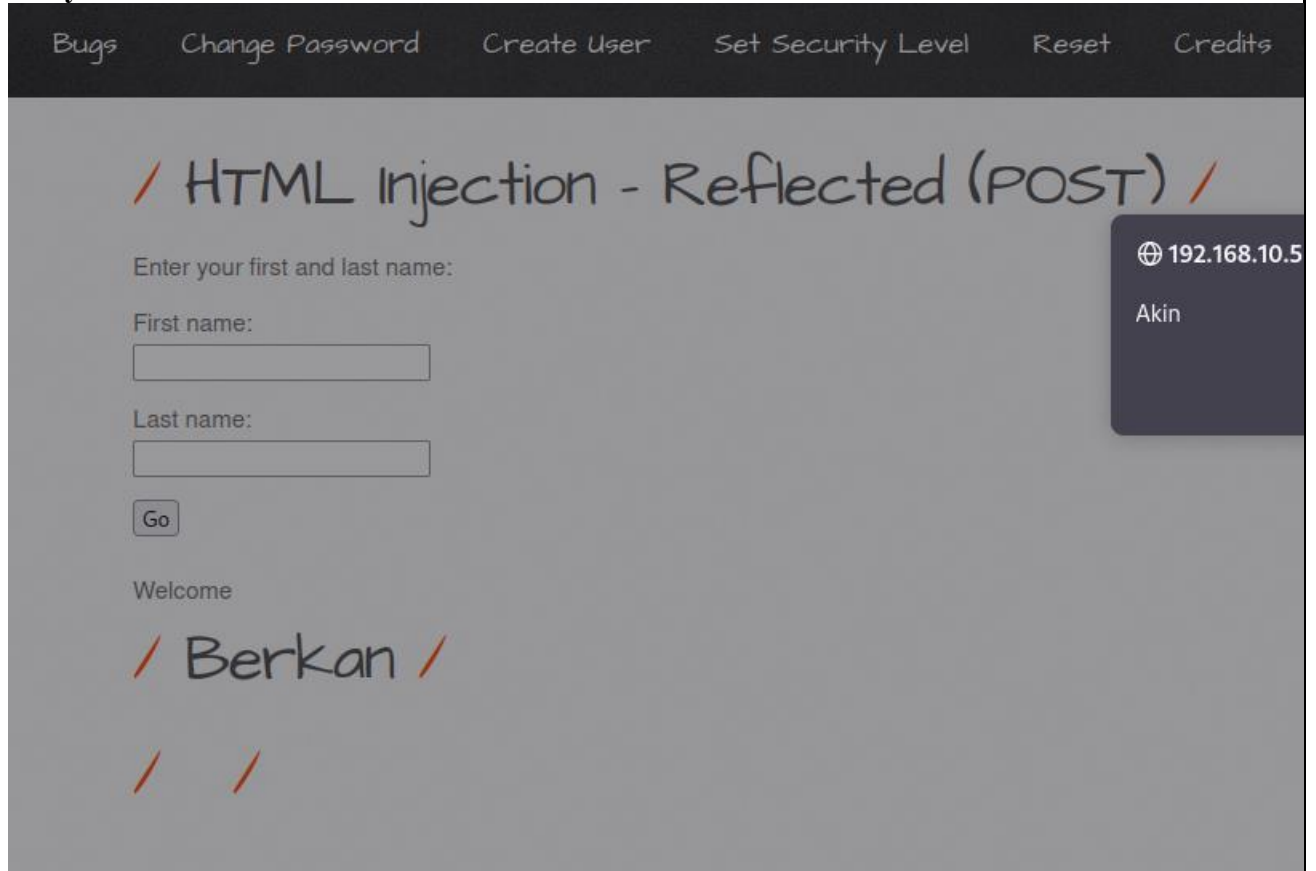 Bugs Change Password Create User Set Security Level Reset Credits
/ HTML Injection - Reflected (POST) /
Enter your first and last name:
192.168.10.5
Akin
First name:
Last name:
Go
Welcome
/ Berkan /
/ /